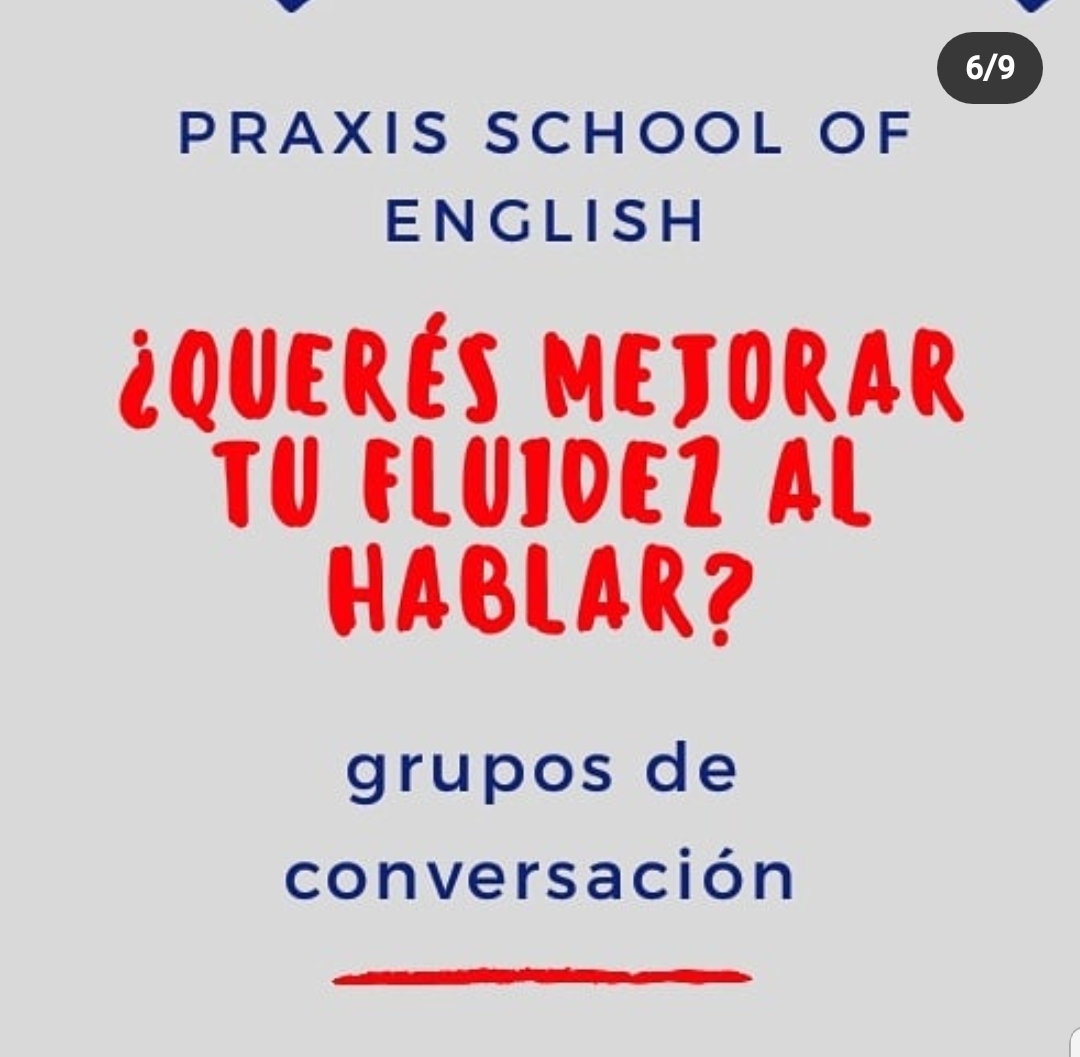 6/9
PRAXIS SCHOOL OF
ENGLISH
¿QUERÉS MEJORAR
TU FLUIDEZ AL
HABLAR?
grupos de
conversación